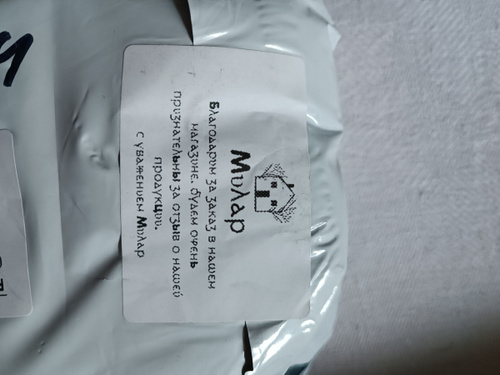 Милар
Благодарим за заказ в нашем
магазине. Будем очень
признательны за отзыв о нашей
продукции.
с уважением Милар